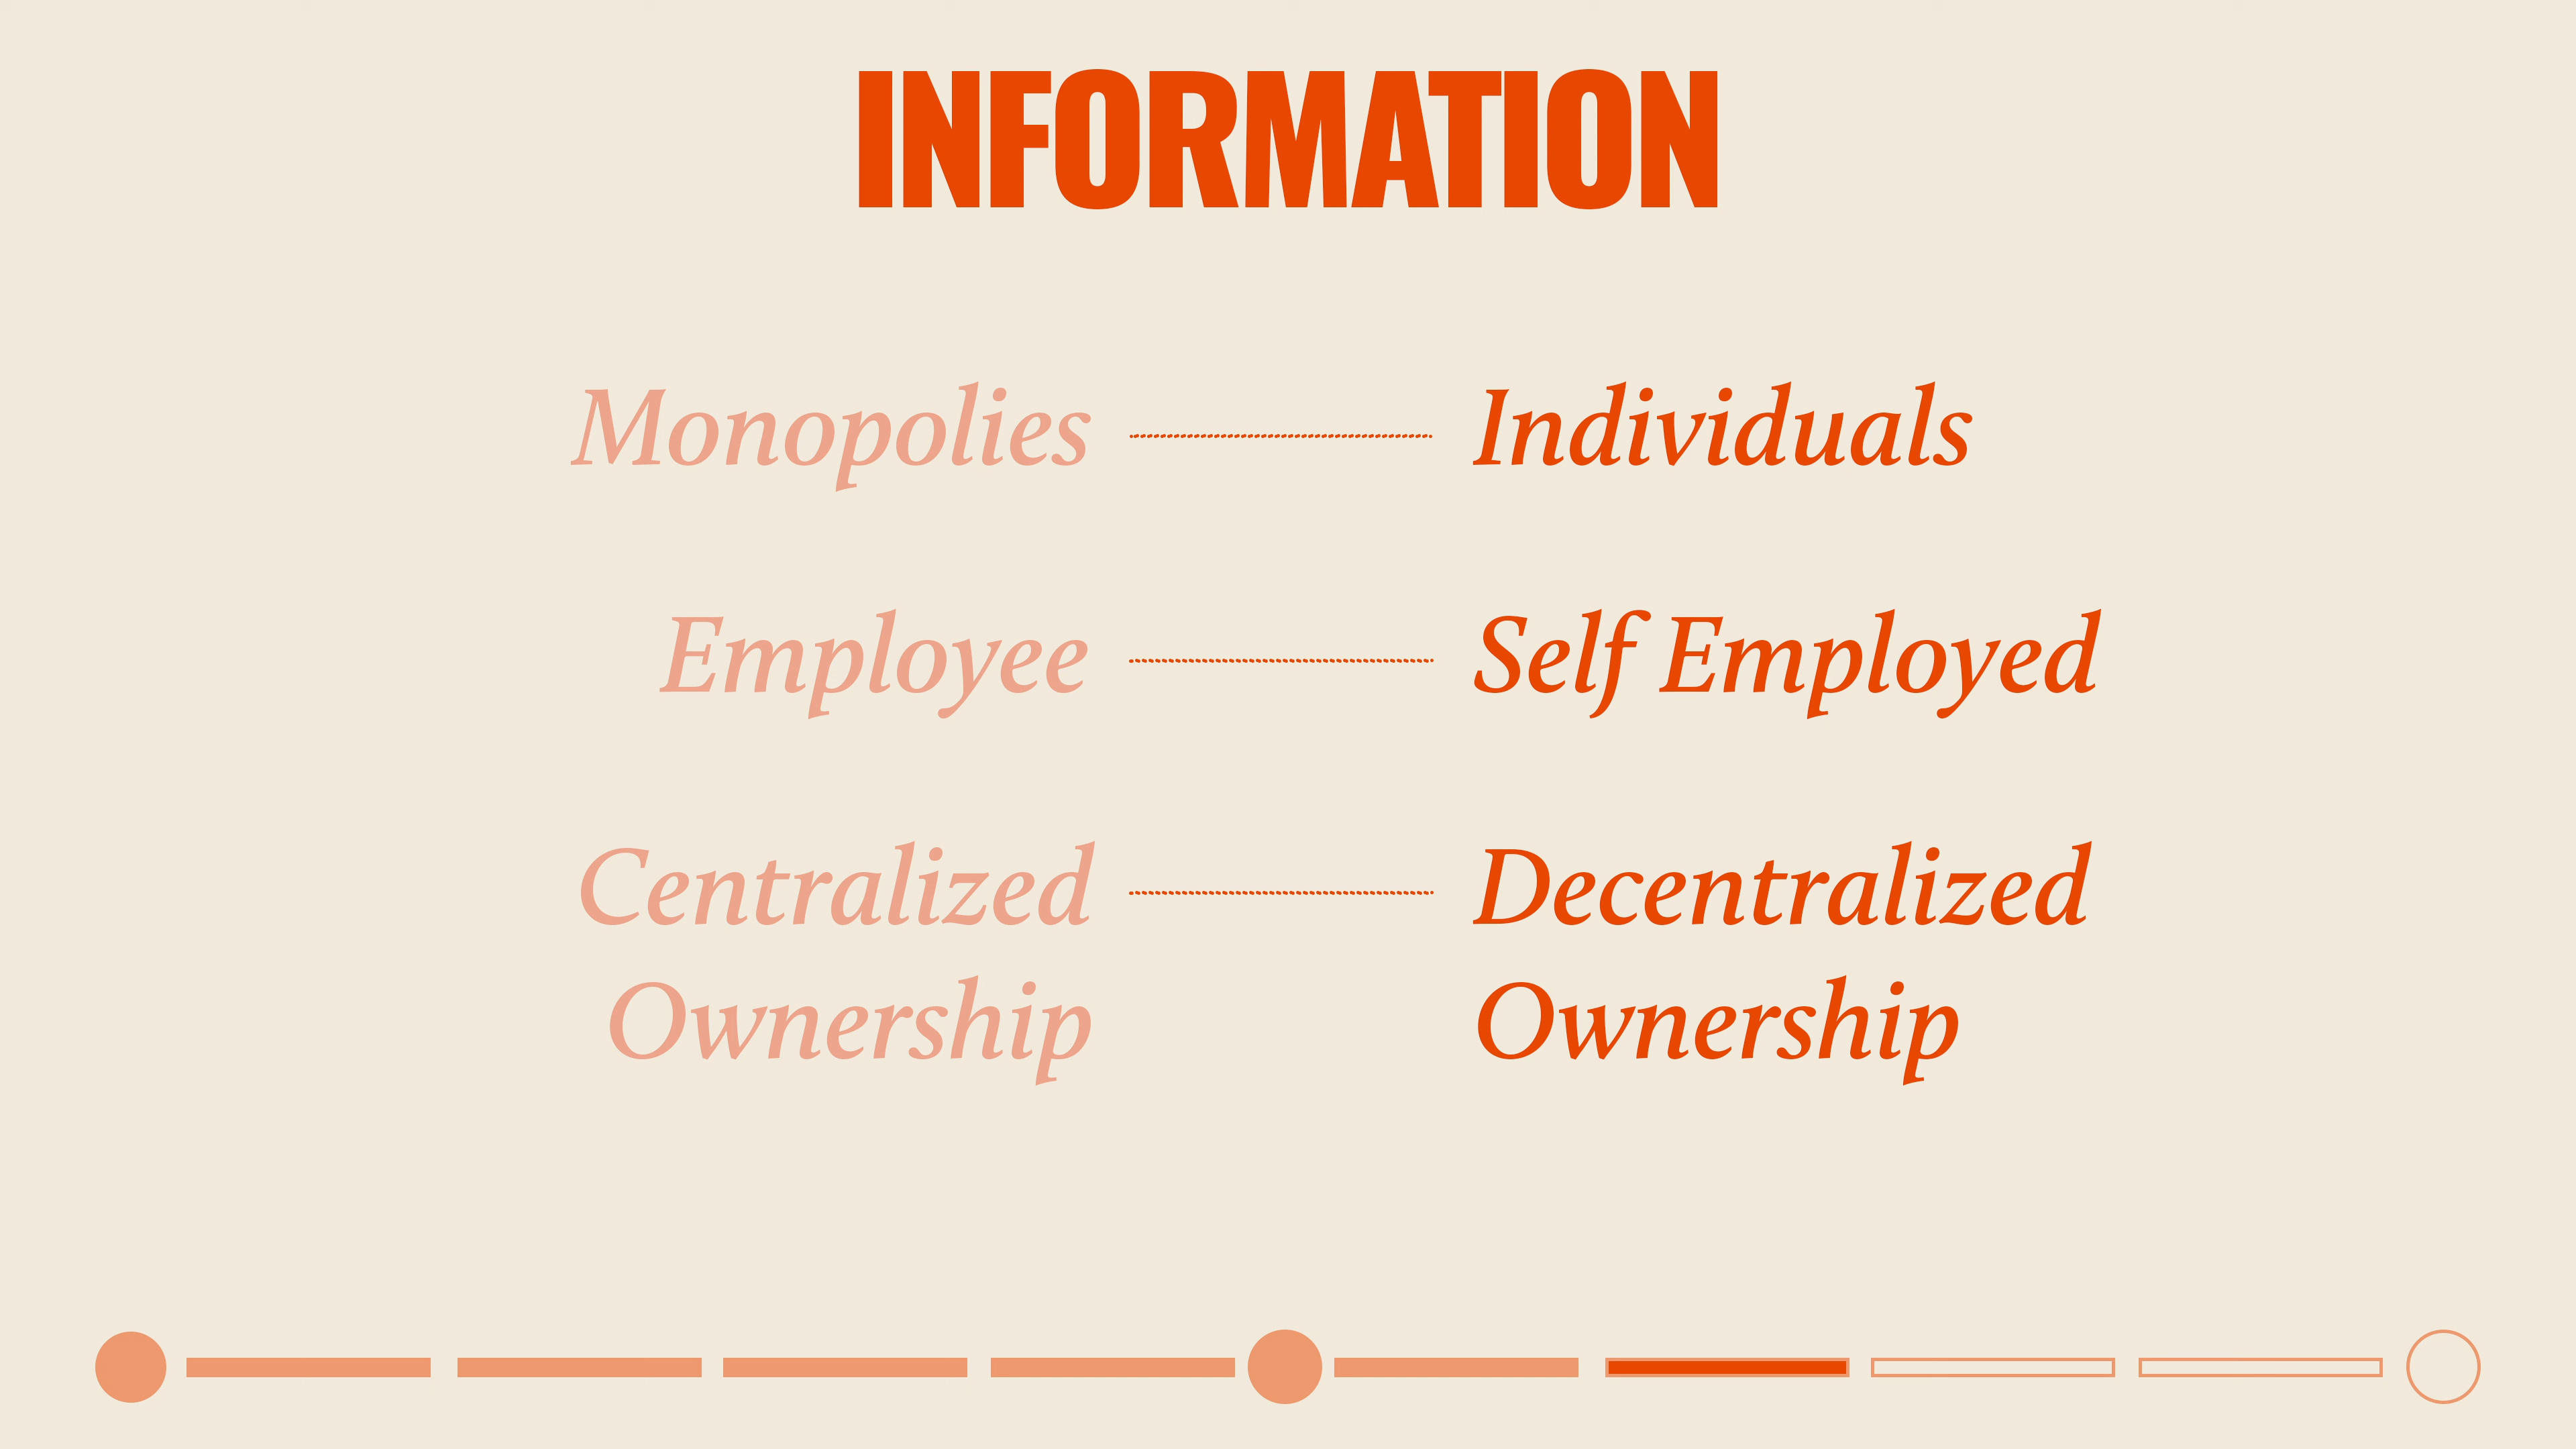 INFORMATION
Monopolies Individuals
Employee Self Employed
Centralized Decentralized
Ownership Ownership